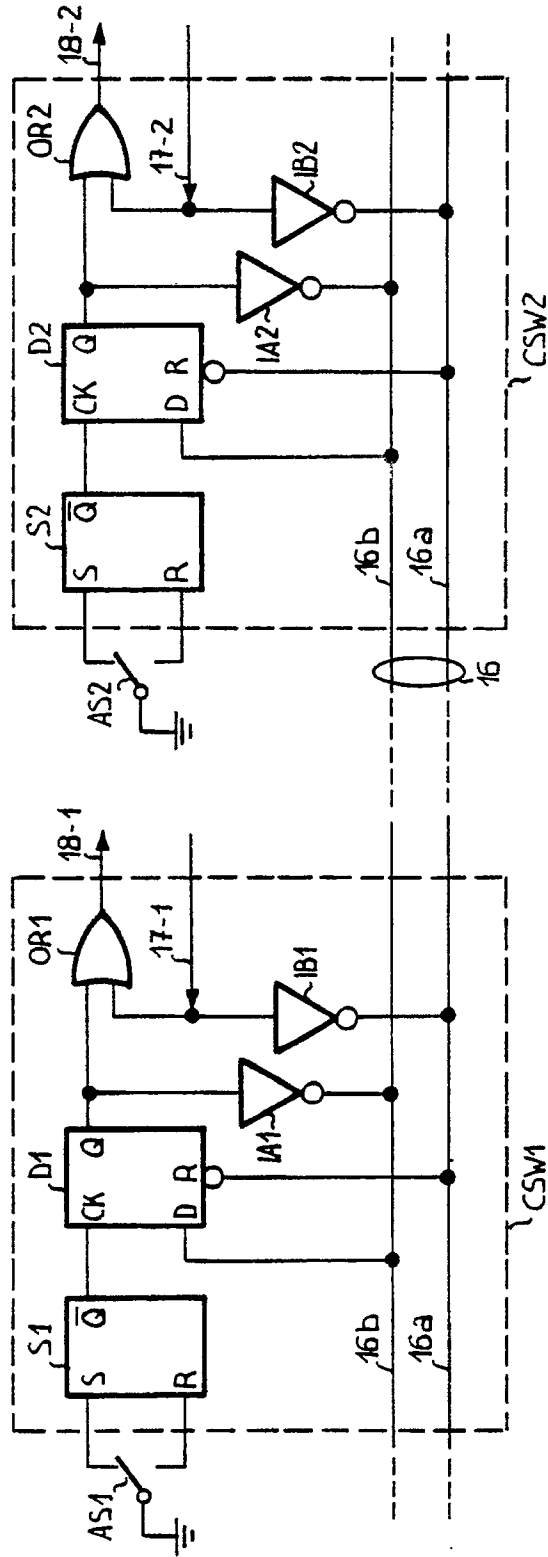 AS1
S1
S
Q̅
R
D1
CK
Q
D
R
OR1
18-1
17-1
IA1
IB1
16b
16a
CSW1
16
AS2
S2
S
Q̅
R
D2
CK
Q
D
R
OR2
18-2
17-2
IA2
IB2
16b
16a
CSW2